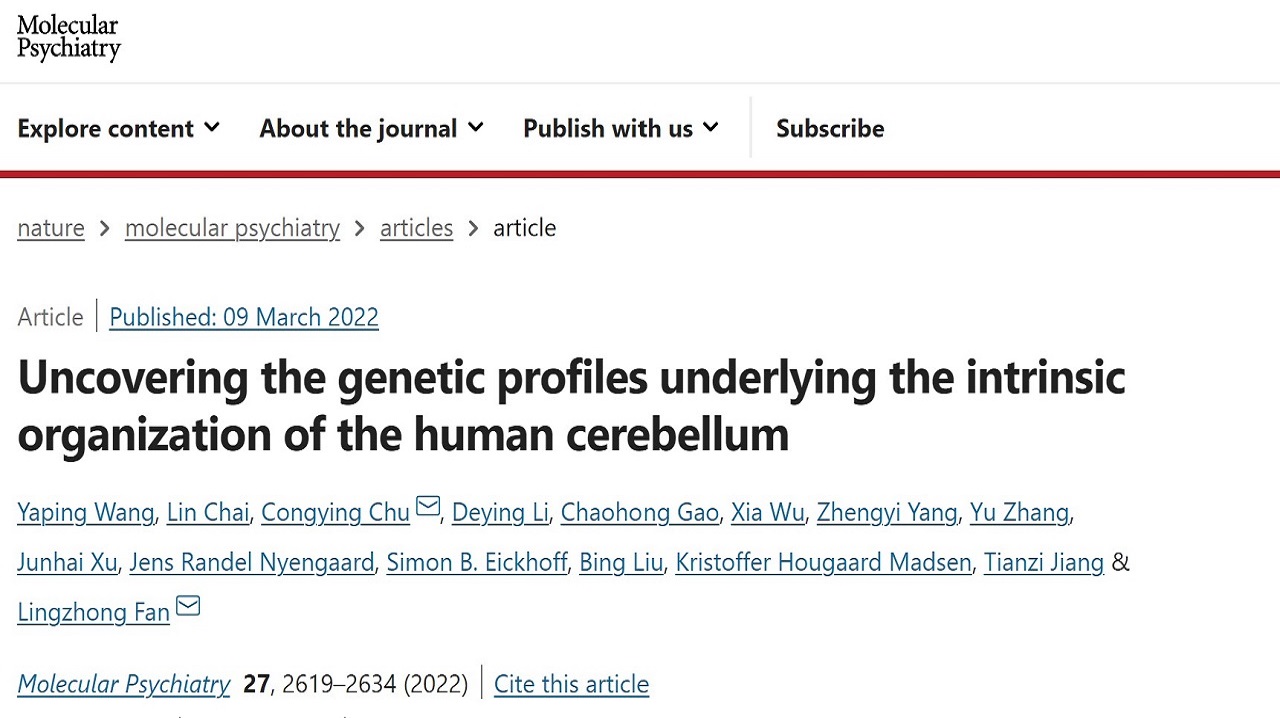 Molecular
Psychiatry
Explore content About the journal Publish with us Subscribe
nature > molecular psychiatry > articles > article
Article | Published: 09 March 2022
Uncovering the genetic profiles underlying the intrinsic
organization of the human cerebellum
Yaping Wang, Lin Chai, Congying Chu, Deying Li, Chaohong Gao, Xia Wu, Zhengyi Yang, Yu Zhang,
Junhai Xu, Jens Randel Nyengaard, Simon B. Eickhoff, Bing Liu, Kristoffer Hougaard Madsen, Tianzi Jiang &
Lingzhong Fan
Molecular Psychiatry 27, 2619–2634 (2022) | Cite this article